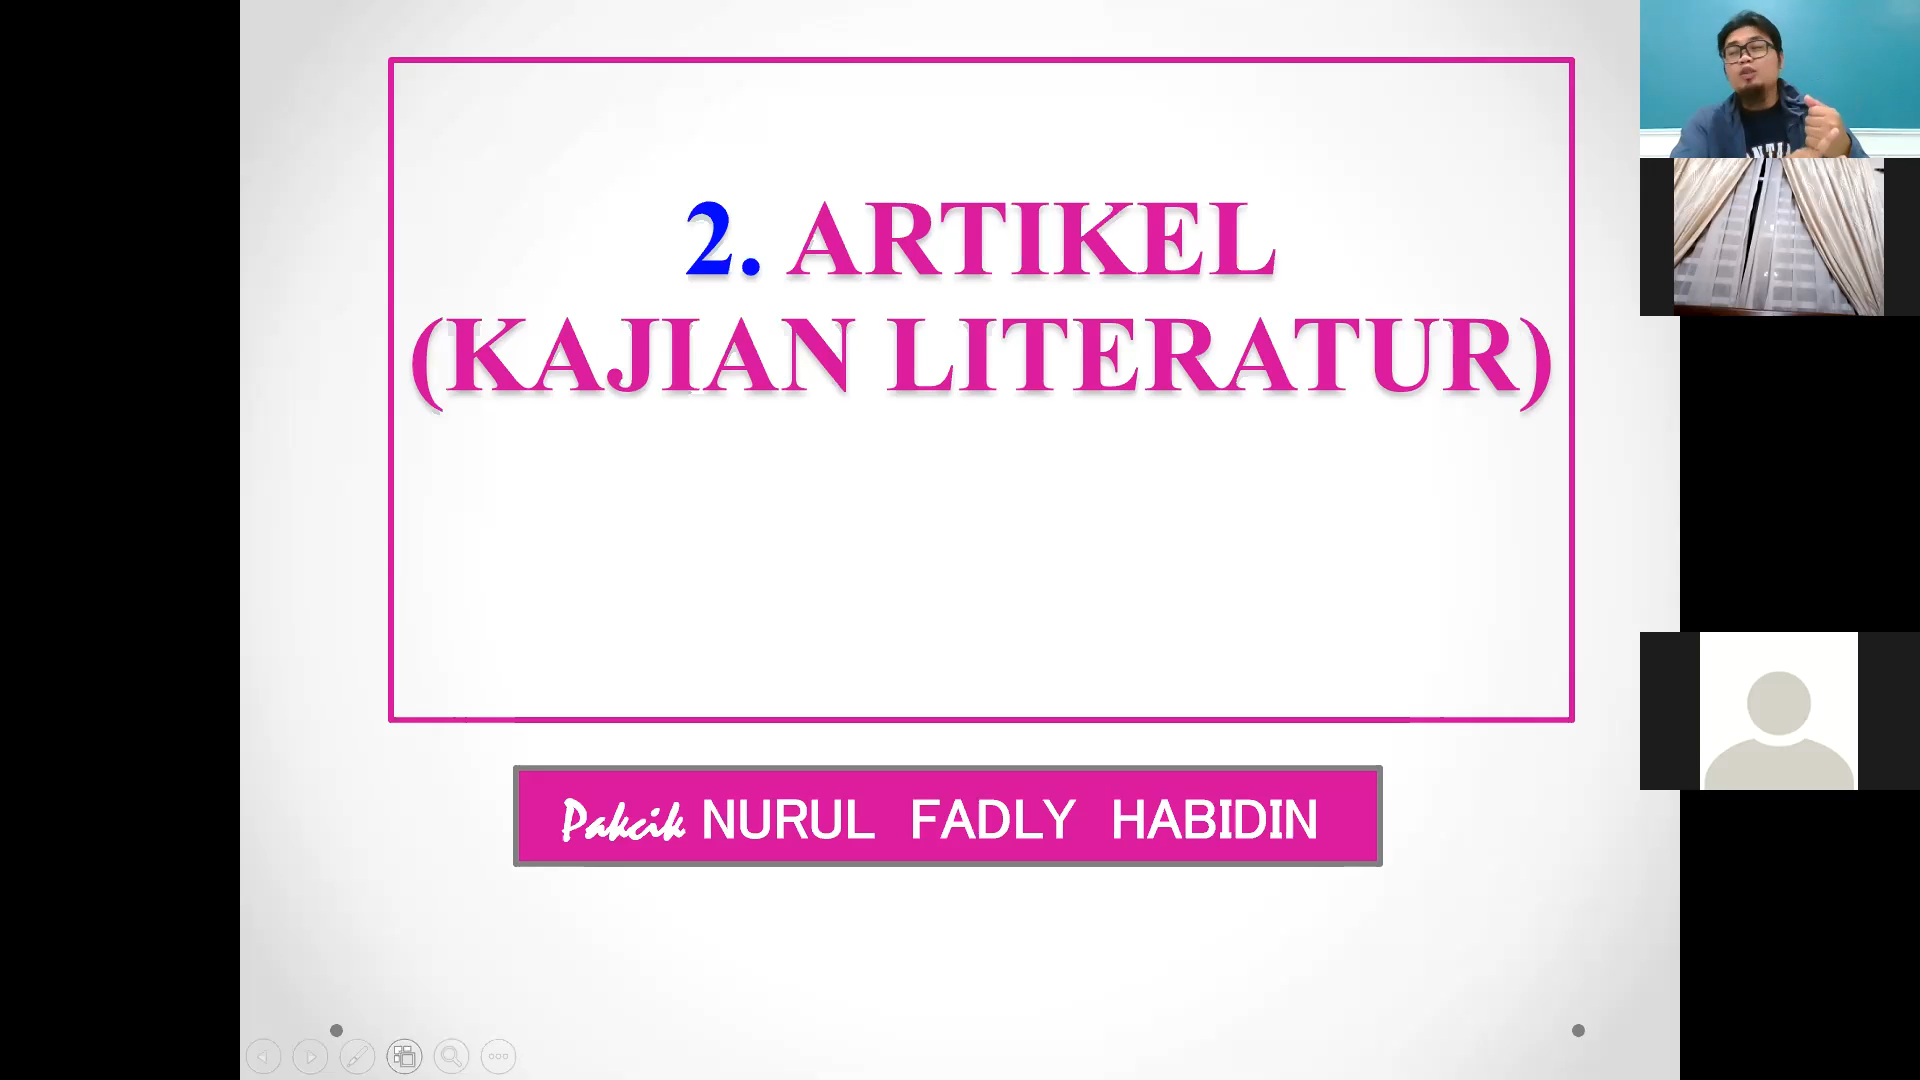 2. ARTIKEL
(KAJIAN LITERATUR)
Pakcik NURUL FADLY HABIDIN